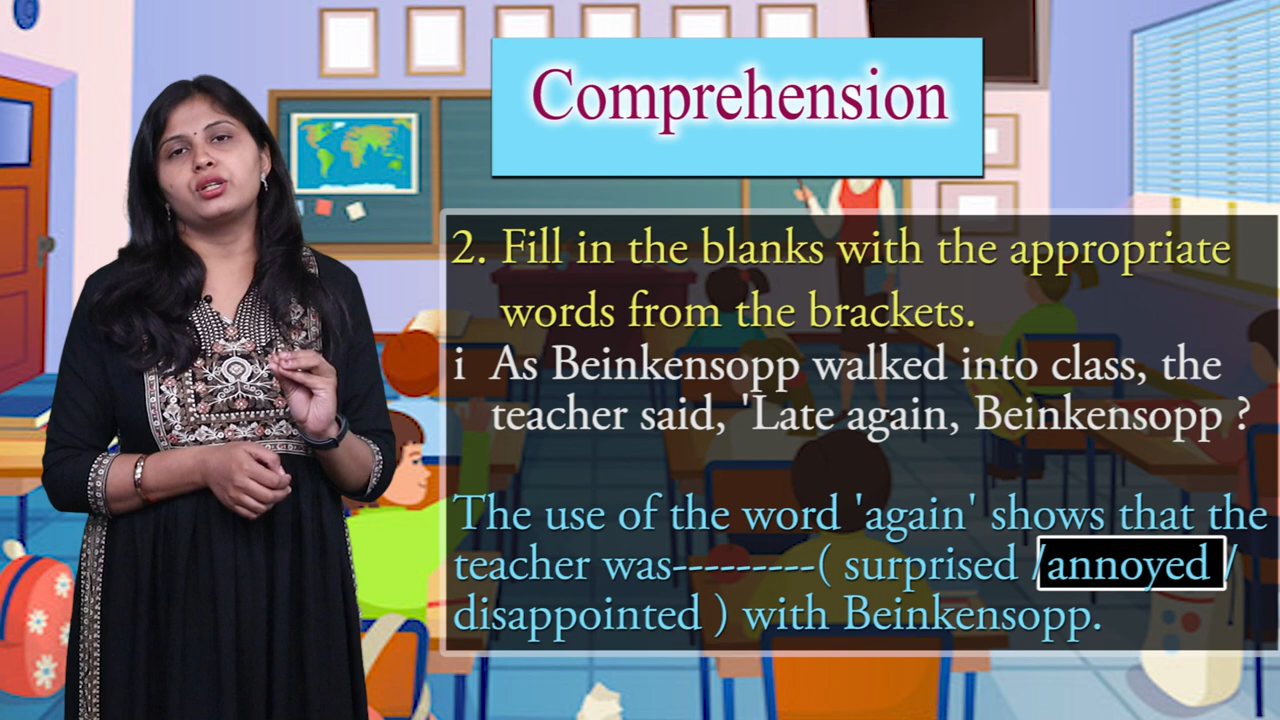 Comprehension
2. Fill in the blanks with the appropriate
words from the brackets.
i As Beinkensopp walked into class, the
teacher said, 'Late again, Beinkensopp ?
The use of the word 'again' shows that the
teacher was---------( surprised /annoyed /
disappointed ) with Beinkensopp.